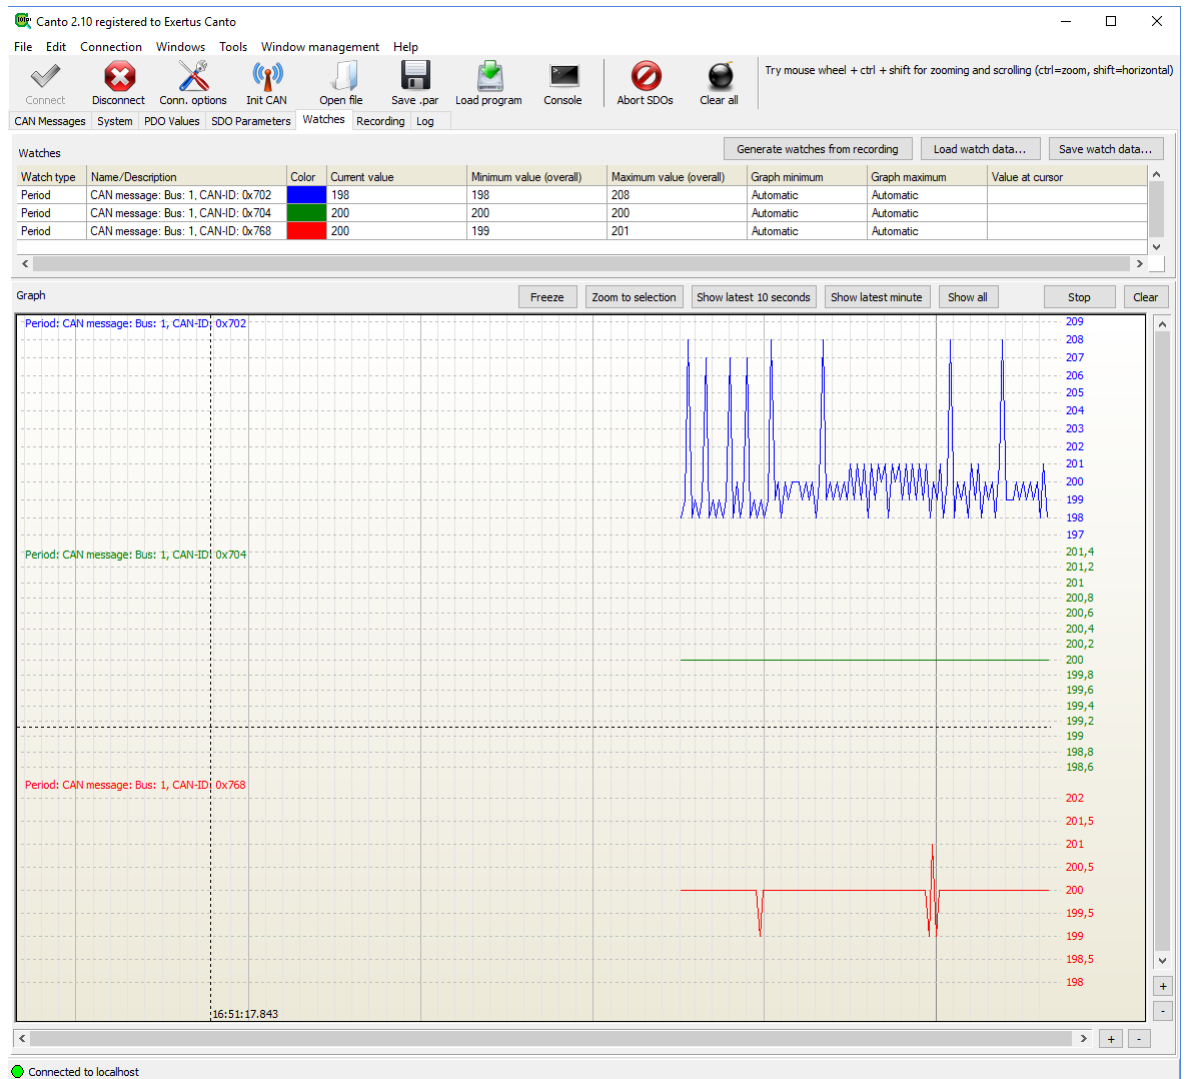 Canto 2.10 registered to Exertus Canto
File Edit Connection Windows Tools Window management Help
Connect Disconnect Conn. options Init CAN Open file Save .par Load program Console Abort SDOs Clear all Try mouse wheel + ctrl + shift for zooming and scrolling (ctrl=zoom, shift=horizontal)
CAN Messages System PDO Values SDO Parameters Watches Recording Log
Watches Generate watches from recording Load watch data... Save watch data...
Watch type Name/Description Color Current value Minimum value (overall) Maximum value (overall) Graph minimum Graph maximum Value at cursor
Period CAN message: Bus: 1, CAN-ID: 0x702 198 198 208 Automatic Automatic
Period CAN message: Bus: 1, CAN-ID: 0x704 200 200 200 Automatic Automatic
Period CAN message: Bus: 1, CAN-ID: 0x768 200 199 201 Automatic Automatic
Graph Freeze Zoom to selection Show latest 10 seconds Show latest minute Show all Stop Clear
Period: CAN message: Bus: 1, CAN-ID: 0x702
209
208
207
206
205
204
203
202
201
200
199
198
197
Period: CAN message: Bus: 1, CAN-ID: 0x704
201,4
201,2
201
200,8
200,6
200,4
200,2
200
199,8
199,6
199,4
199,2
199
198,8
198,6
Period: CAN message: Bus: 1, CAN-ID: 0x768
202
201,5
201
200,5
200
199,5
199
198,5
198
+
-
16:51:17.843
+ -
Connected to localhost